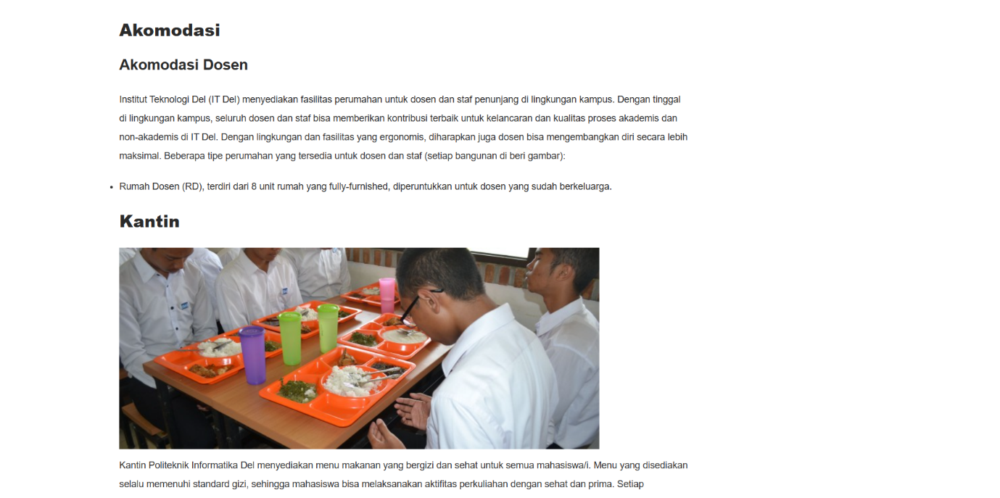 Akomodasi
Akomodasi Dosen
Institut Teknologi Del (IT Del) menyediakan fasilitas perumahan untuk dosen dan staf penunjang di lingkungan kampus. Dengan tinggal
di lingkungan kampus, seluruh dosen dan staf bisa memberikan kontribusi terbaik untuk kelancaran dan kualitas proses akademis dan
non-akademis di IT Del. Dengan lingkungan dan fasilitas yang ergonomis, diharapkan juga dosen bisa mengembangkan diri secara lebih
maksimal. Beberapa tipe perumahan yang tersedia untuk dosen dan staf (setiap bangunan di beri gambar):
• Rumah Dosen (RD), terdiri dari 8 unit rumah yang fully-furnished, diperuntukkan untuk dosen yang sudah berkeluarga.
Kantin
Kantin Politeknik Informatika Del menyediakan menu makanan yang bergizi dan sehat untuk semua mahasiswa/i. Menu yang disediakan
selalu memenuhi standard gizi, sehingga mahasiswa bisa melaksanakan aktifitas perkuliahan dengan sehat dan prima. Setiap